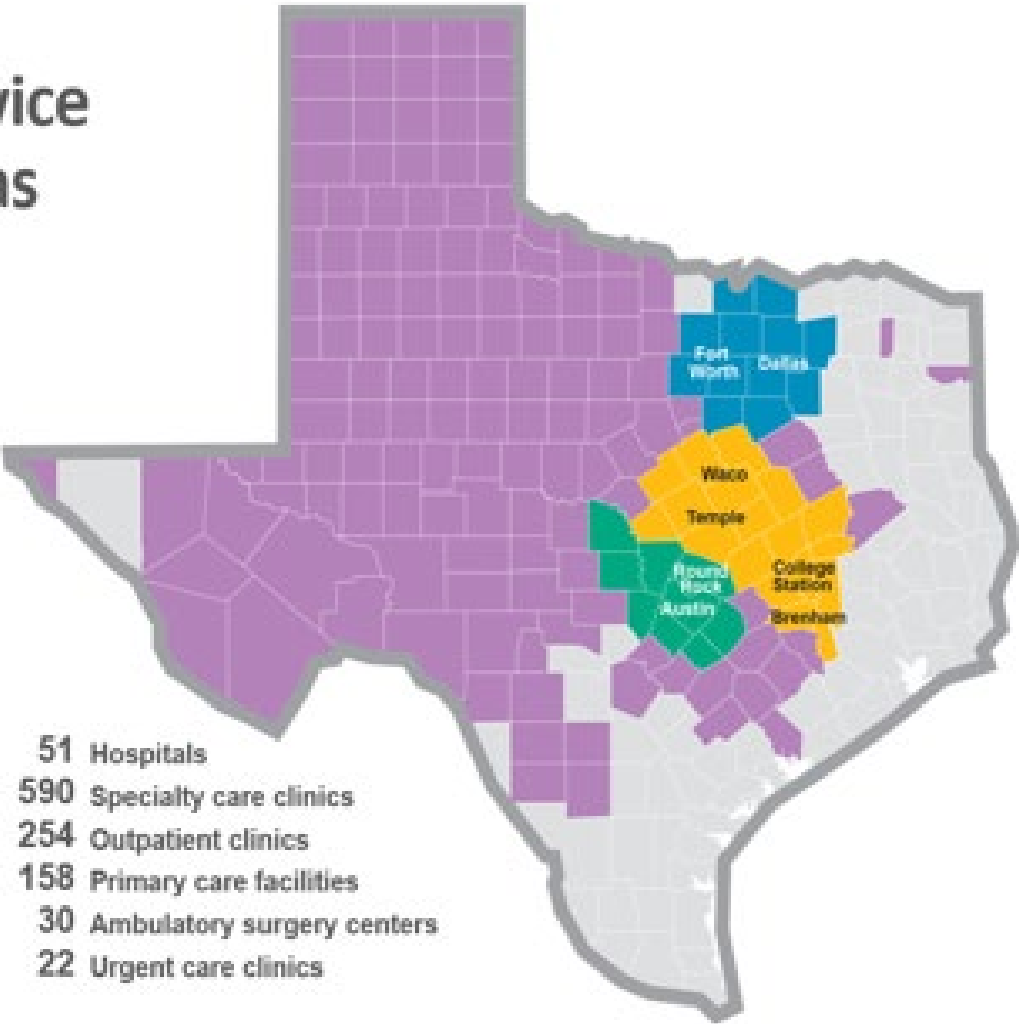 vice
as
Fort
Worth
Dallas
Waco
Temple
College
Station
Round
Rock
Austin
Brenham
51 Hospitals
590 Specialty care clinics
254 Outpatient clinics
158 Primary care facilities
30 Ambulatory surgery centers
22 Urgent care clinics